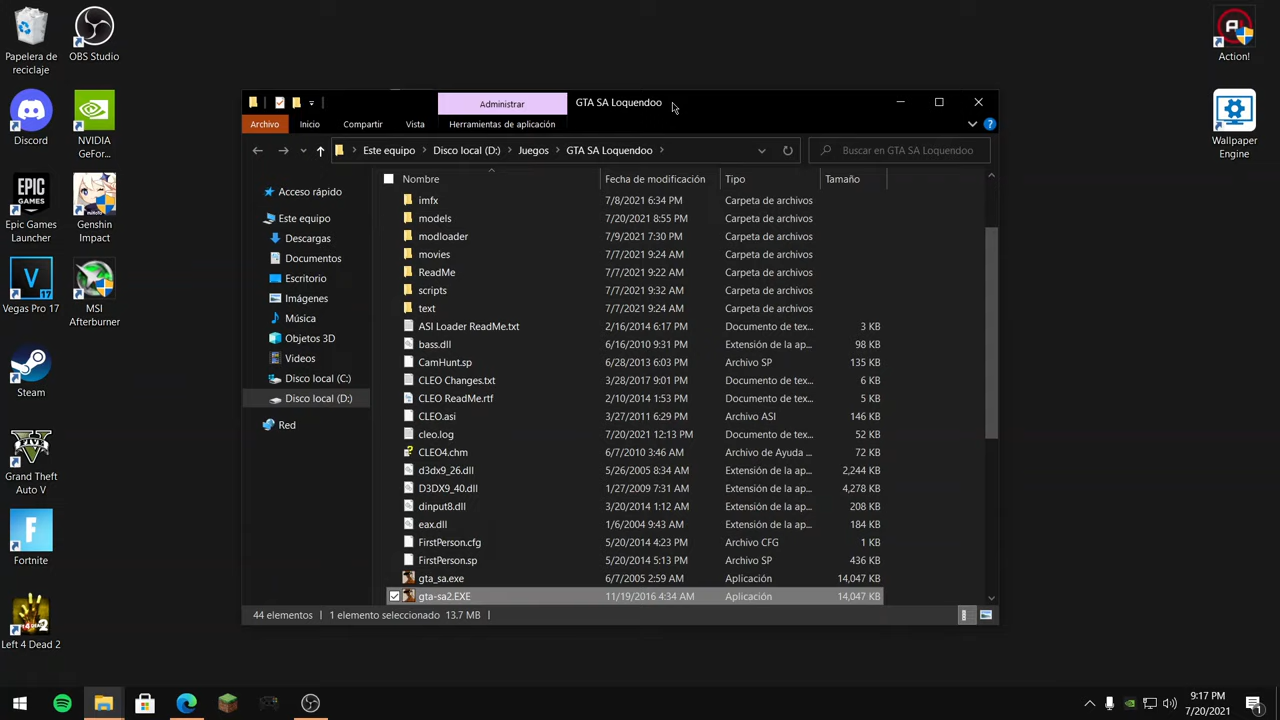 Papelera de
reciclaje
OBS Studio
Discord
NVIDIA
GeFor...
Epic Games
Launcher
Genshin
Impact
Vegas Pro 17
MSI
Afterburner
Steam
Grand Theft
Auto V
Fortnite
Left 4 Dead 2
Action!
Wallpaper
Engine
Administrar
GTA SA Loquendoo
Archivo
Inicio
Compartir
Vista
Herramientas de aplicación
Este equipo > Disco local (D:) > Juegos > GTA SA Loquendoo >
Buscar en GTA SA Loquendoo
Acceso rápido
Este equipo
Descargas
Documentos
Escritorio
Imágenes
Música
Objetos 3D
Videos
Disco local (C:)
Disco local (D:)
Red
Nombre Fecha de modificación Tipo Tamaño
imfx 7/8/2021 6:34 PM Carpeta de archivos
models 7/20/2021 8:55 PM Carpeta de archivos
modloader 7/9/2021 7:30 PM Carpeta de archivos
movies 7/7/2021 9:24 AM Carpeta de archivos
ReadMe 7/7/2021 9:22 AM Carpeta de archivos
scripts 7/7/2021 9:32 AM Carpeta de archivos
text 7/7/2021 9:24 AM Carpeta de archivos
ASI Loader ReadMe.txt 2/16/2014 6:17 PM Documento de tex... 3 KB
bass.dll 6/16/2010 9:31 PM Extensión de la ap... 98 KB
CamHunt.sp 6/28/2013 6:03 PM Archivo SP 135 KB
CLEO Changes.txt 3/28/2017 9:01 PM Documento de tex... 6 KB
CLEO ReadMe.rtf 2/10/2014 1:53 PM Documento de tex... 5 KB
CLEO.asi 3/27/2011 6:29 PM Archivo ASI 146 KB
cleo.log 7/20/2021 12:13 PM Documento de tex... 52 KB
CLEO4.chm 6/7/2010 3:46 AM Archivo de Ayuda ... 72 KB
d3dx9_26.dll 5/26/2005 8:34 AM Extensión de la ap... 2,244 KB
D3DX9_40.dll 1/27/2009 7:31 AM Extensión de la ap... 4,278 KB
dinput8.dll 3/20/2014 1:12 AM Extensión de la ap... 208 KB
eax.dll 1/6/2004 9:43 AM Extensión de la ap... 184 KB
FirstPerson.cfg 5/20/2014 4:23 PM Archivo CFG 1 KB
FirstPerson.sp 5/20/2014 5:13 PM Archivo SP 436 KB
gta_sa.exe 6/7/2005 2:59 AM Aplicación 14,047 KB
gta-sa2.EXE 11/19/2016 4:34 AM Aplicación 14,047 KB
44 elementos 1 elemento seleccionado 13.7 MB
9:17 PM
7/20/2021